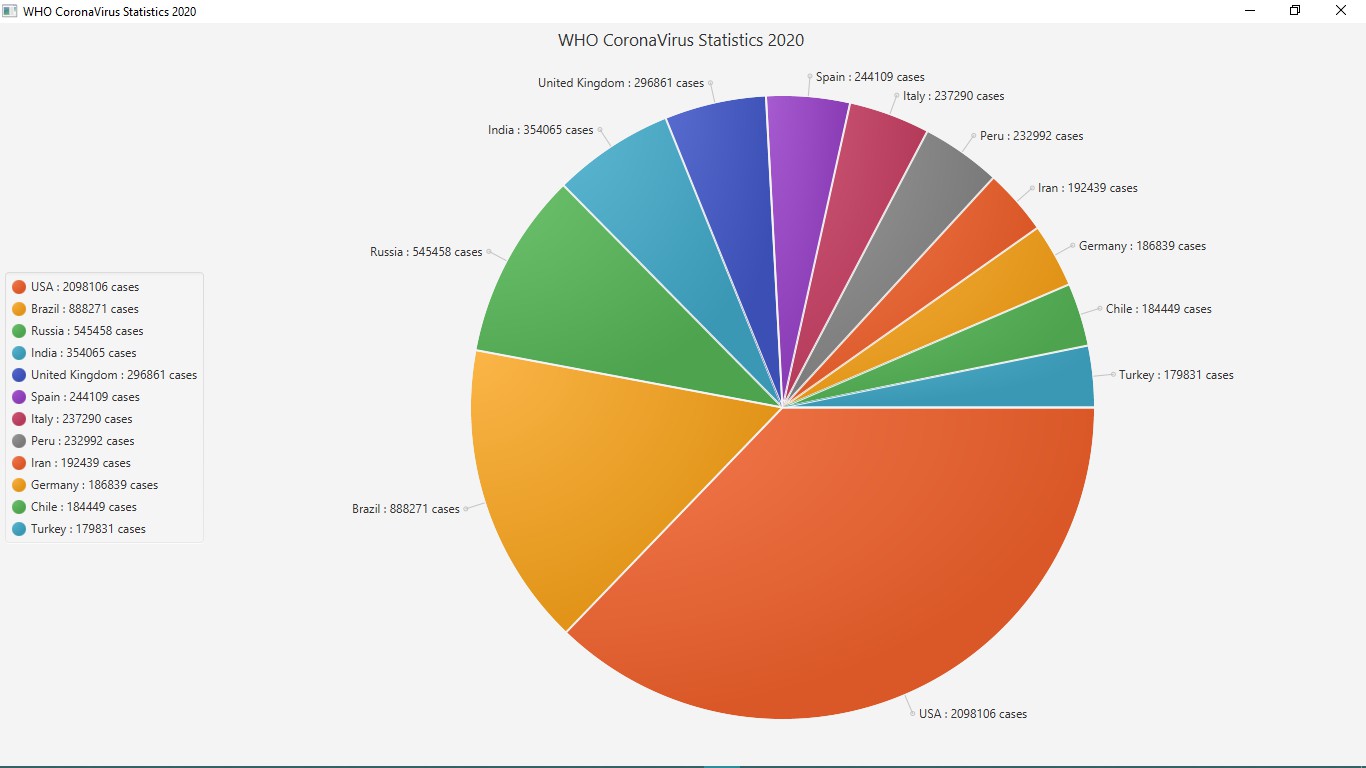 WHO CoronaVirus Statistics 2020
WHO CoronaVirus Statistics 2020
Spain : 244109 cases
United Kingdom : 296861 cases
Italy : 237290 cases
India : 354065 cases
Peru : 232992 cases
Iran : 192439 cases
Russia : 545458 cases
Germany : 186839 cases
Chile : 184449 cases
Turkey : 179831 cases
Brazil : 888271 cases
USA : 2098106 cases
USA : 2098106 cases
Brazil : 888271 cases
Russia : 545458 cases
India : 354065 cases
United Kingdom : 296861 cases
Spain : 244109 cases
Italy : 237290 cases
Peru : 232992 cases
Iran : 192439 cases
Germany : 186839 cases
Chile : 184449 cases
Turkey : 179831 cases